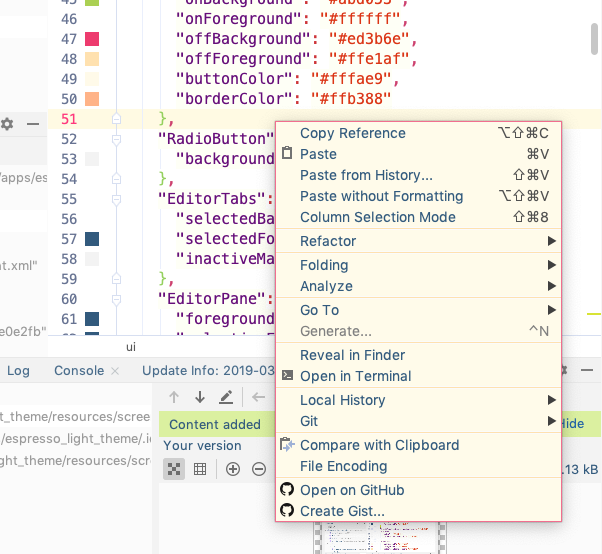 "onBackground": "#abd055",
46 "onForeground": "#ffffff",
47 "offBackground": "#ed3b6e",
48 "offForeground": "#ffe1af",
49 "buttonColor": "#fffae9",
50 "borderColor": "#ffb388"
51 },
52 "RadioButton"
53 "background
54 },
55 "EditorTabs":
56 "selectedBa
57 "selectedFo
58 "inactiveMa
59 },
60 "EditorPane":
61 "foreground
/apps/es
at.xml"
e0e2fb"
Copy Reference ⌥⇧⌘C
Paste ⌘V
Paste from History... ⇧⌘V
Paste without Formatting ⌥⇧⌘V
Column Selection Mode ⇧⌘8
Refactor
Folding
Analyze
Go To
Generate... ^N
Reveal in Finder
Open in Terminal
Local History
Git
Compare with Clipboard
File Encoding
Open on GitHub
Create Gist...
ui
Log Console Update Info: 2019-03
Content added Hide
Your version
.13 kB
t_theme/resources/scree
/espresso_light_theme/.i
ght_theme/resources/scr